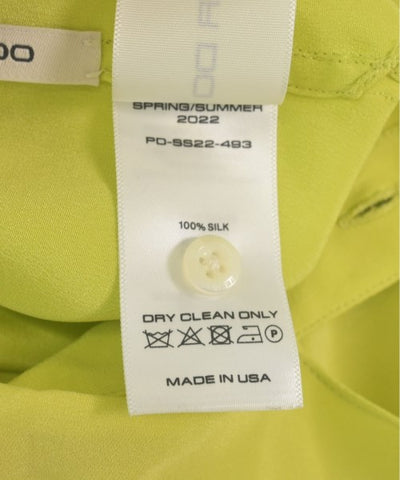 SPRING/SUMMER
2022
PD-SS22-493
100% SILK
DRY CLEAN ONLY
P
MADE IN USA